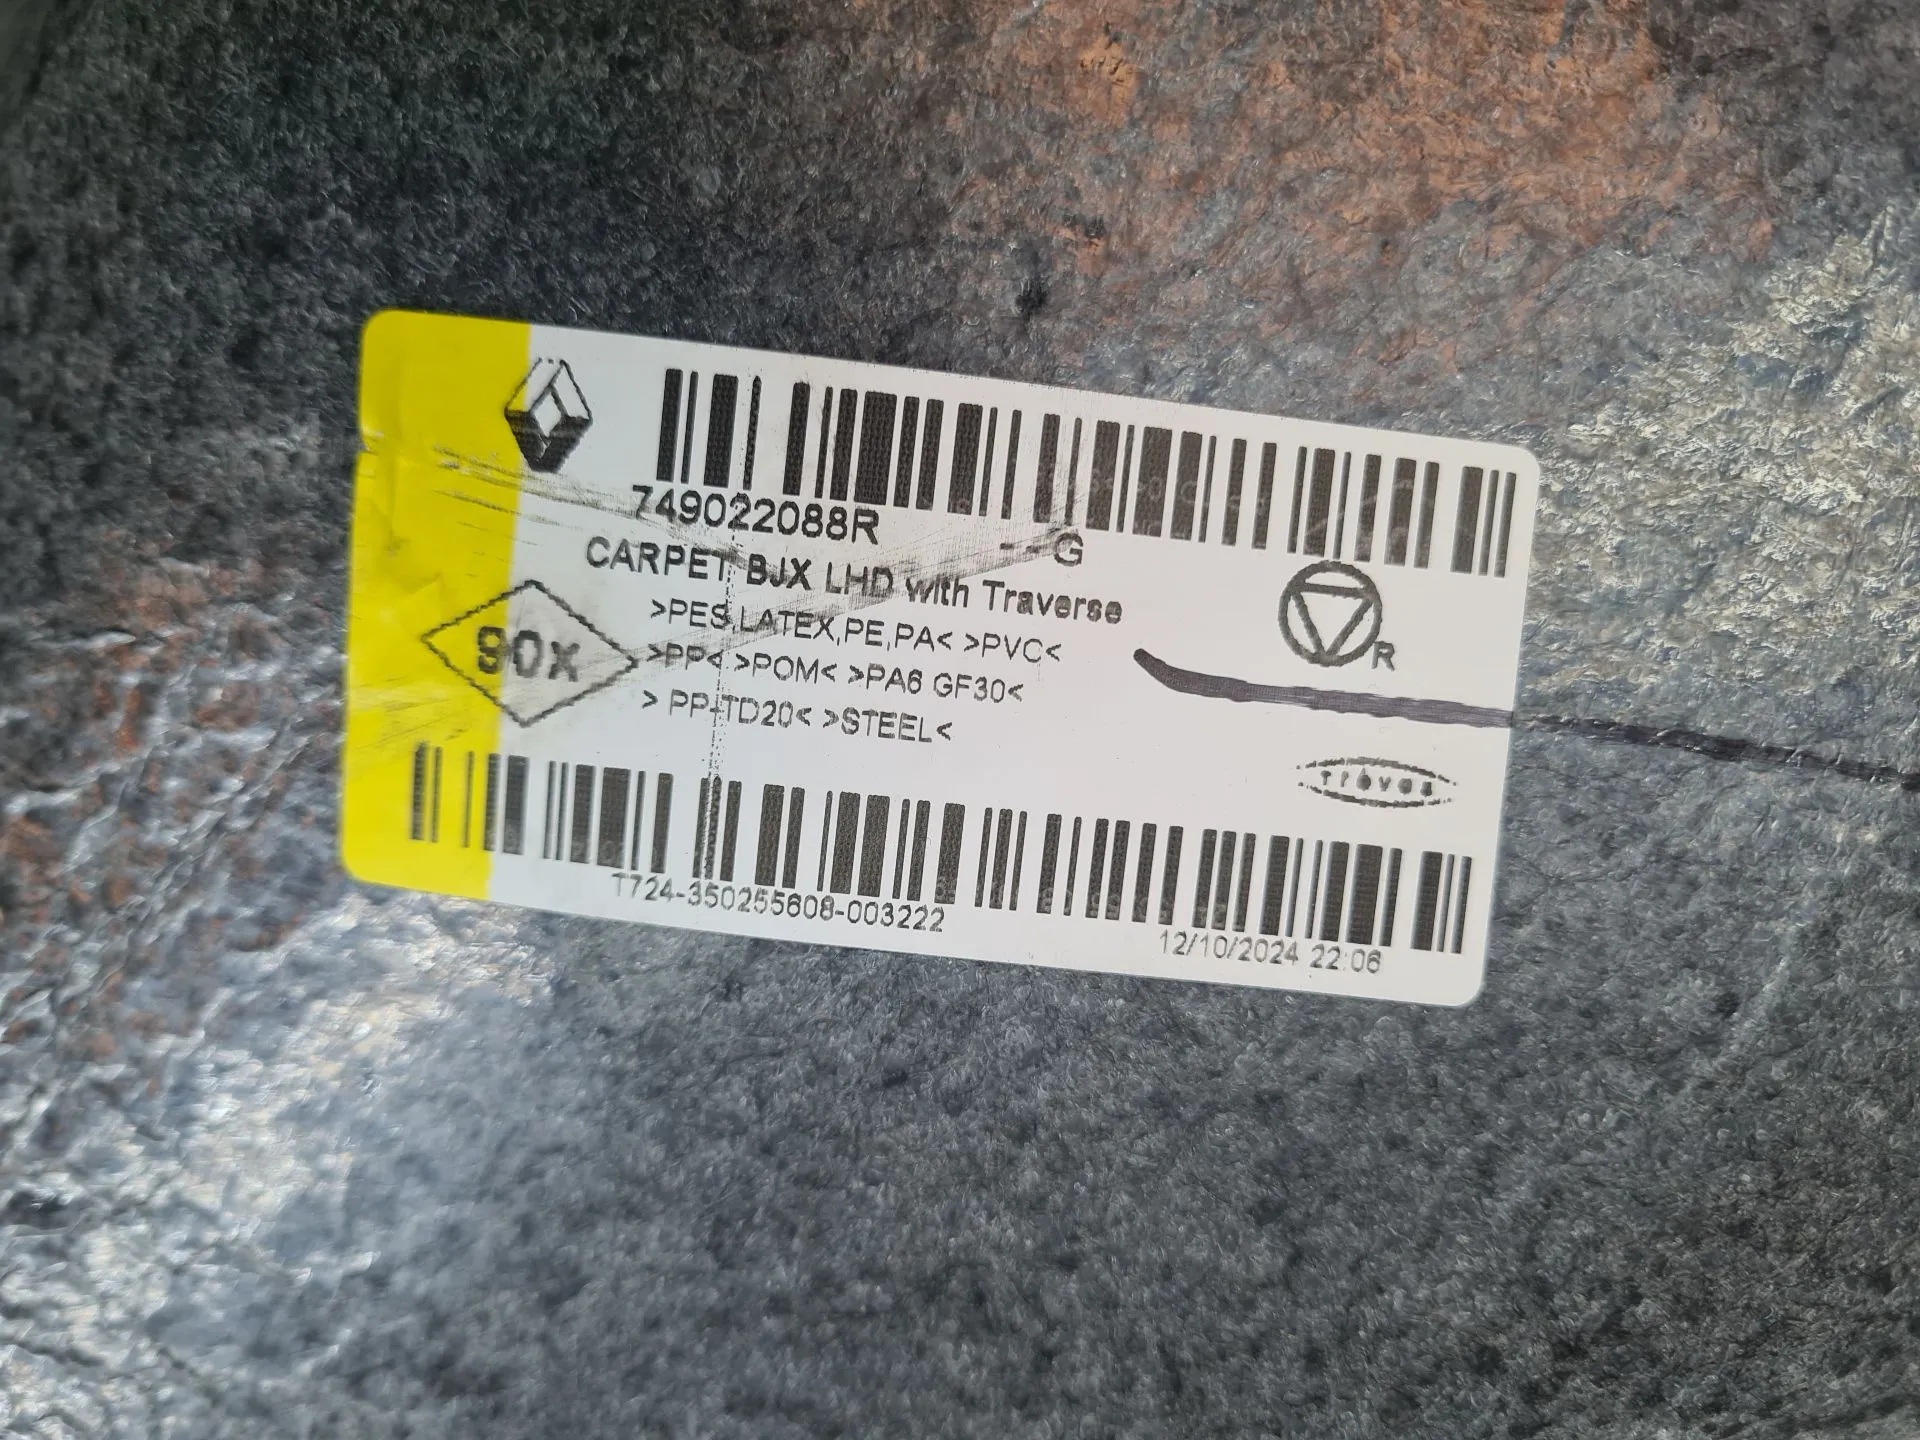 749022088R
--G
CARPET BJX LHD with Traverse
>PES,LATEX,PE,PA< >PVC<
90X
>PP< >POM< >PA6 GF30<
> PP-TD20< >STEEL<
R
Trèves
T724-350255608-003222
12/10/2024 22:06